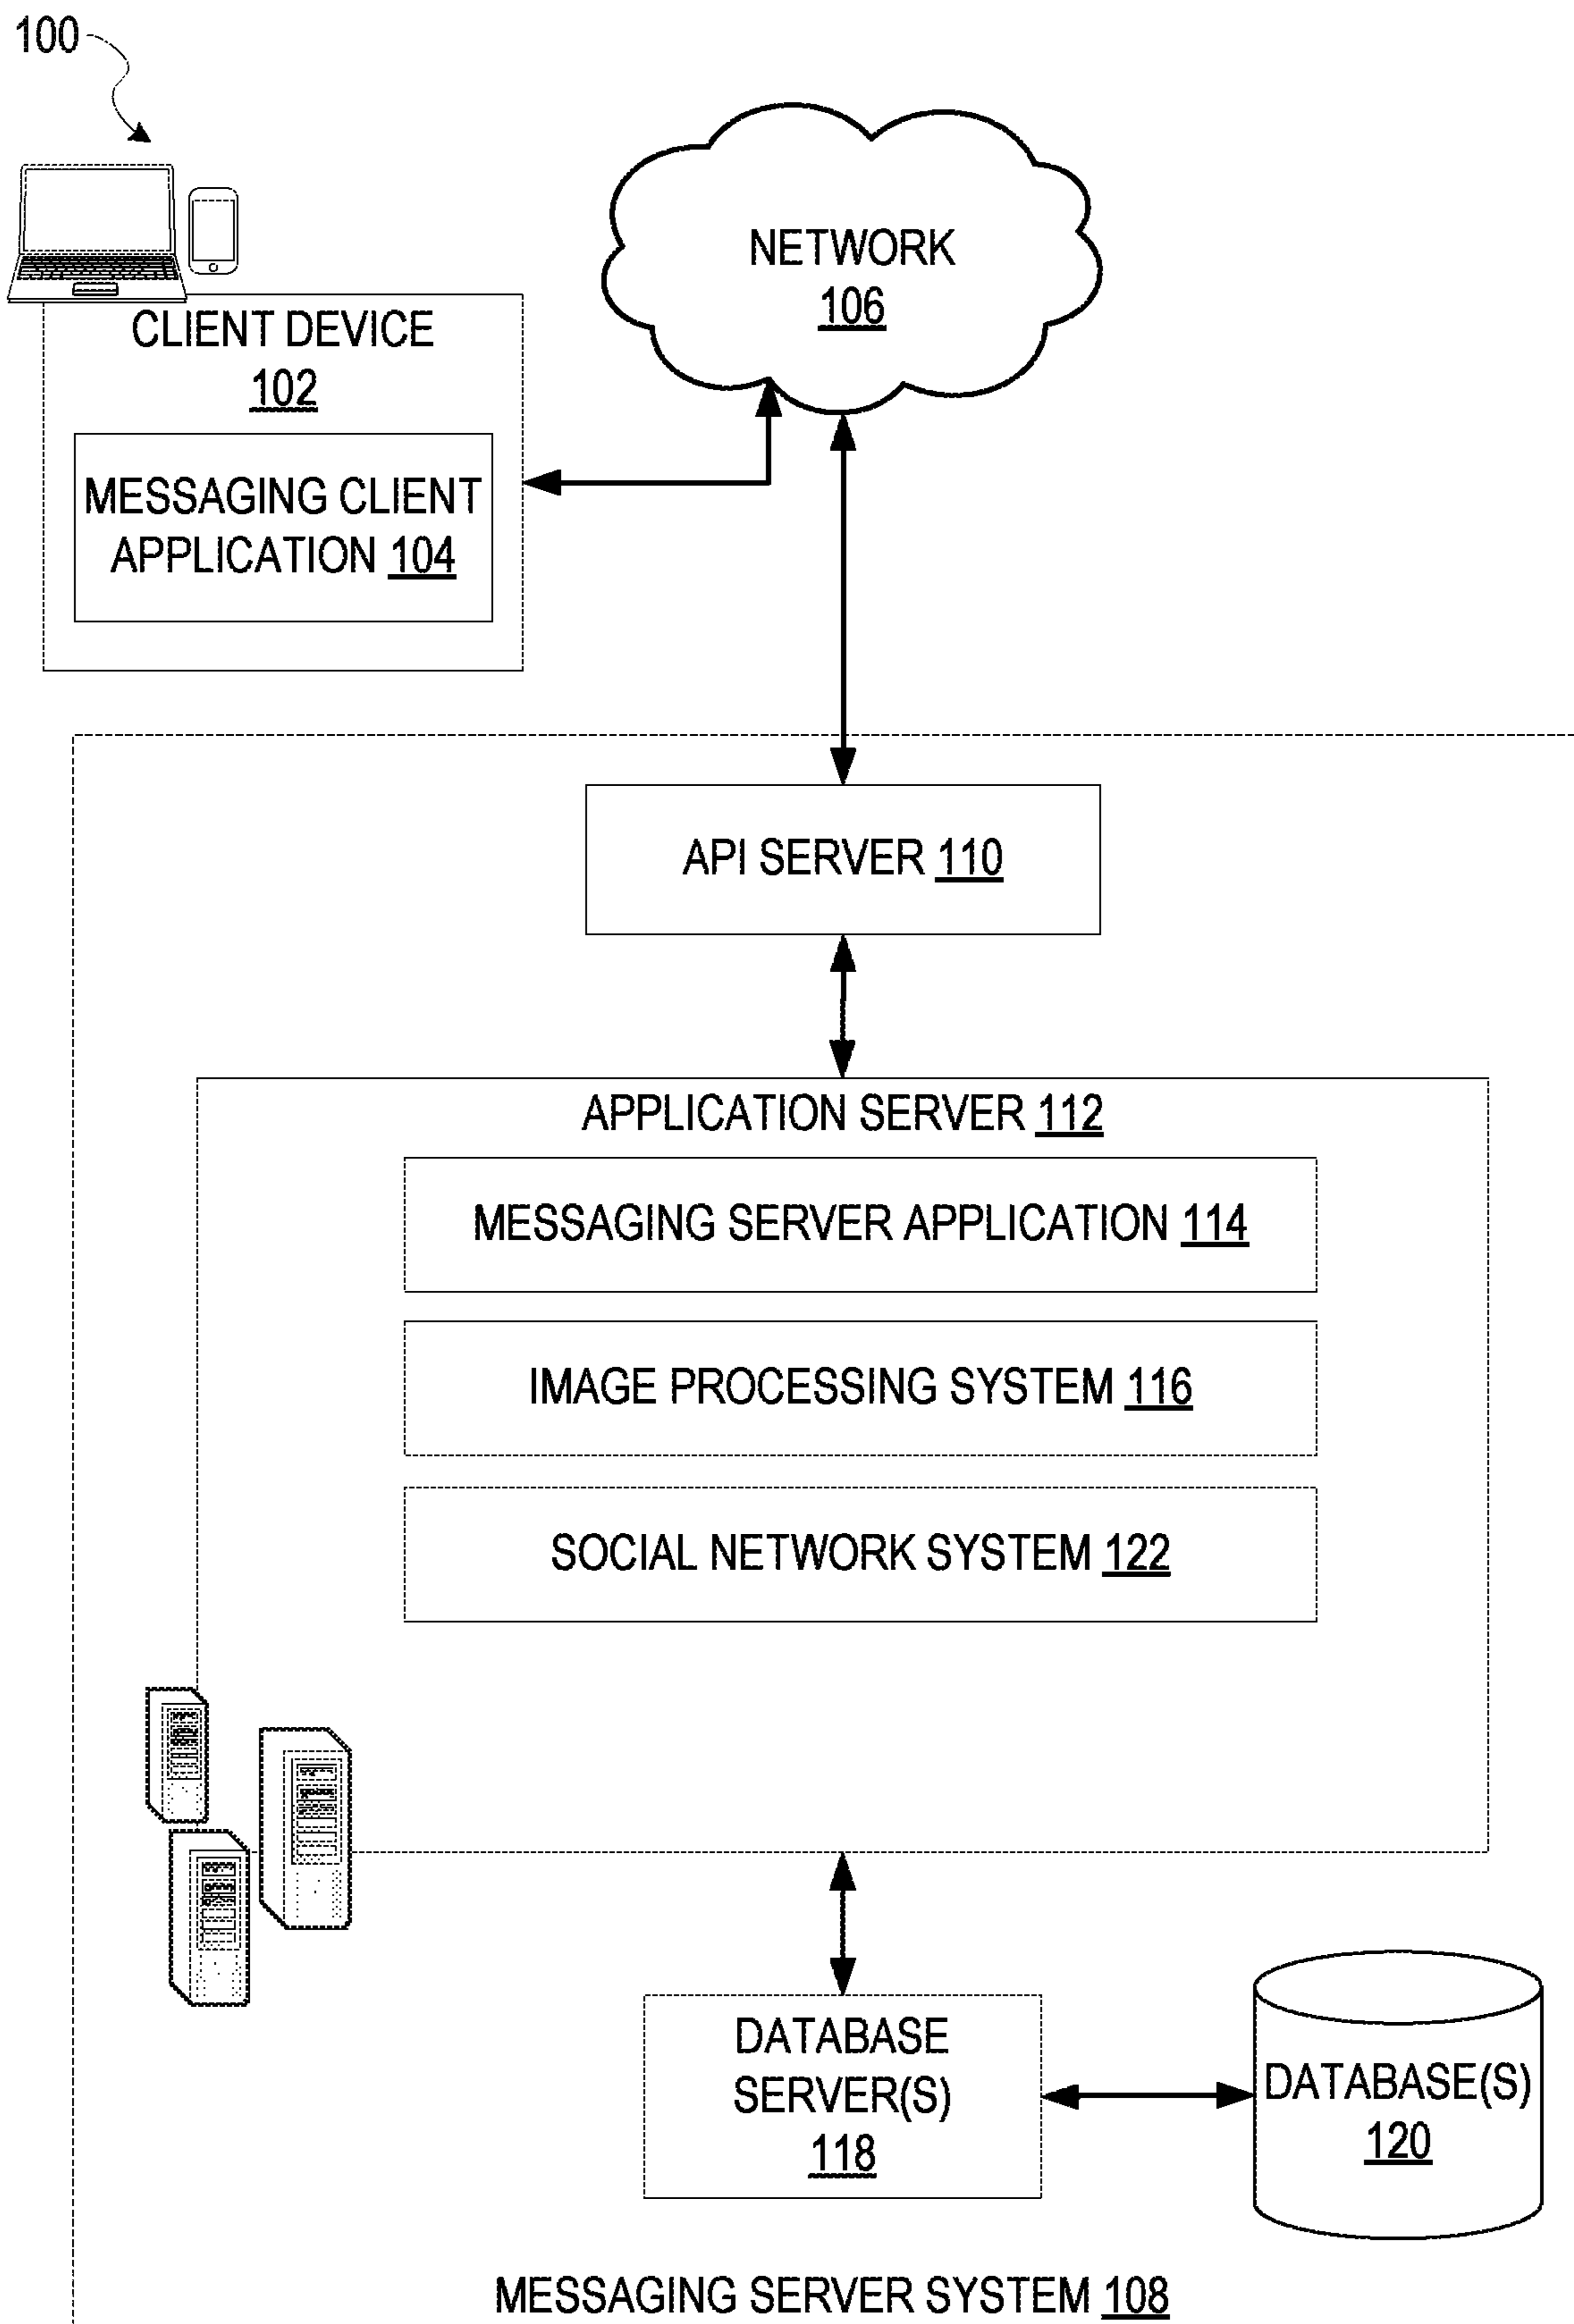 100
NETWORK
106
CLIENT DEVICE
102
MESSAGING CLIENT
APPLICATION 104
API SERVER 110
APPLICATION SERVER 112
MESSAGING SERVER APPLICATION 114
IMAGE PROCESSING SYSTEM 116
SOCIAL NETWORK SYSTEM 122
DATABASE
SERVER(S)
118
DATABASE(S)
120
MESSAGING SERVER SYSTEM 108